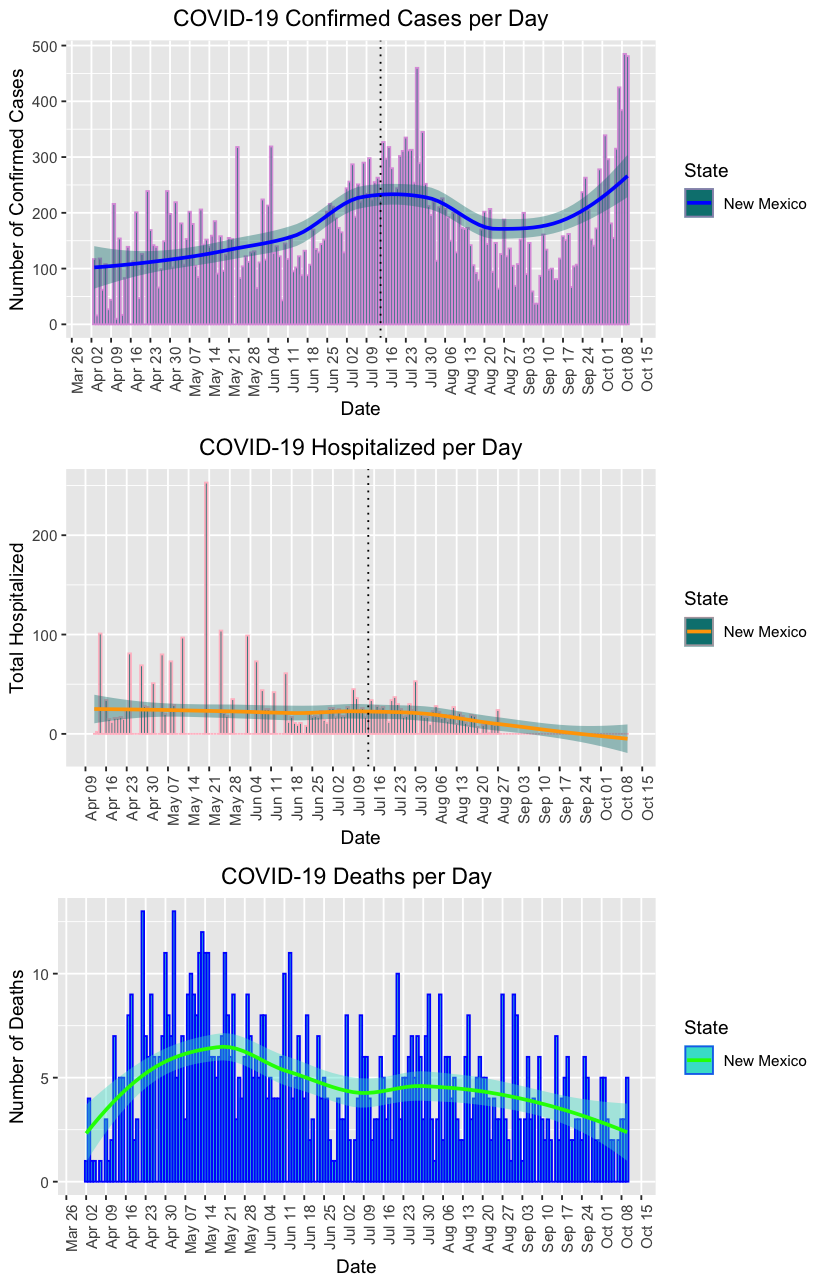 COVID-19 Confirmed Cases per Day
Number of Confirmed Cases
500
400
300
200
100
0
Mar 26
Apr 02
Apr 09
Apr 16
Apr 23
Apr 30
May 07
May 14
May 21
May 28
Jun 04
Jun 11
Jun 18
Jun 25
Jul 02
Jul 09
Jul 16
Jul 23
Jul 30
Aug 06
Aug 13
Aug 20
Aug 27
Sep 03
Sep 10
Sep 17
Sep 24
Oct 01
Oct 08
Oct 15
Date
State
New Mexico
COVID-19 Hospitalized per Day
Total Hospitalized
200
100
0
Apr 09
Apr 16
Apr 23
Apr 30
May 07
May 14
May 21
May 28
Jun 04
Jun 11
Jun 18
Jun 25
Jul 02
Jul 09
Jul 16
Jul 23
Jul 30
Aug 06
Aug 13
Aug 20
Aug 27
Sep 03
Sep 10
Sep 17
Sep 24
Oct 01
Oct 08
Oct 15
Date
State
New Mexico
COVID-19 Deaths per Day
Number of Deaths
10
5
0
Mar 26
Apr 02
Apr 09
Apr 16
Apr 23
Apr 30
May 07
May 14
May 21
May 28
Jun 04
Jun 11
Jun 18
Jun 25
Jul 02
Jul 09
Jul 16
Jul 23
Jul 30
Aug 06
Aug 13
Aug 20
Aug 27
Sep 03
Sep 10
Sep 17
Sep 24
Oct 01
Oct 08
Oct 15
Date
State
New Mexico